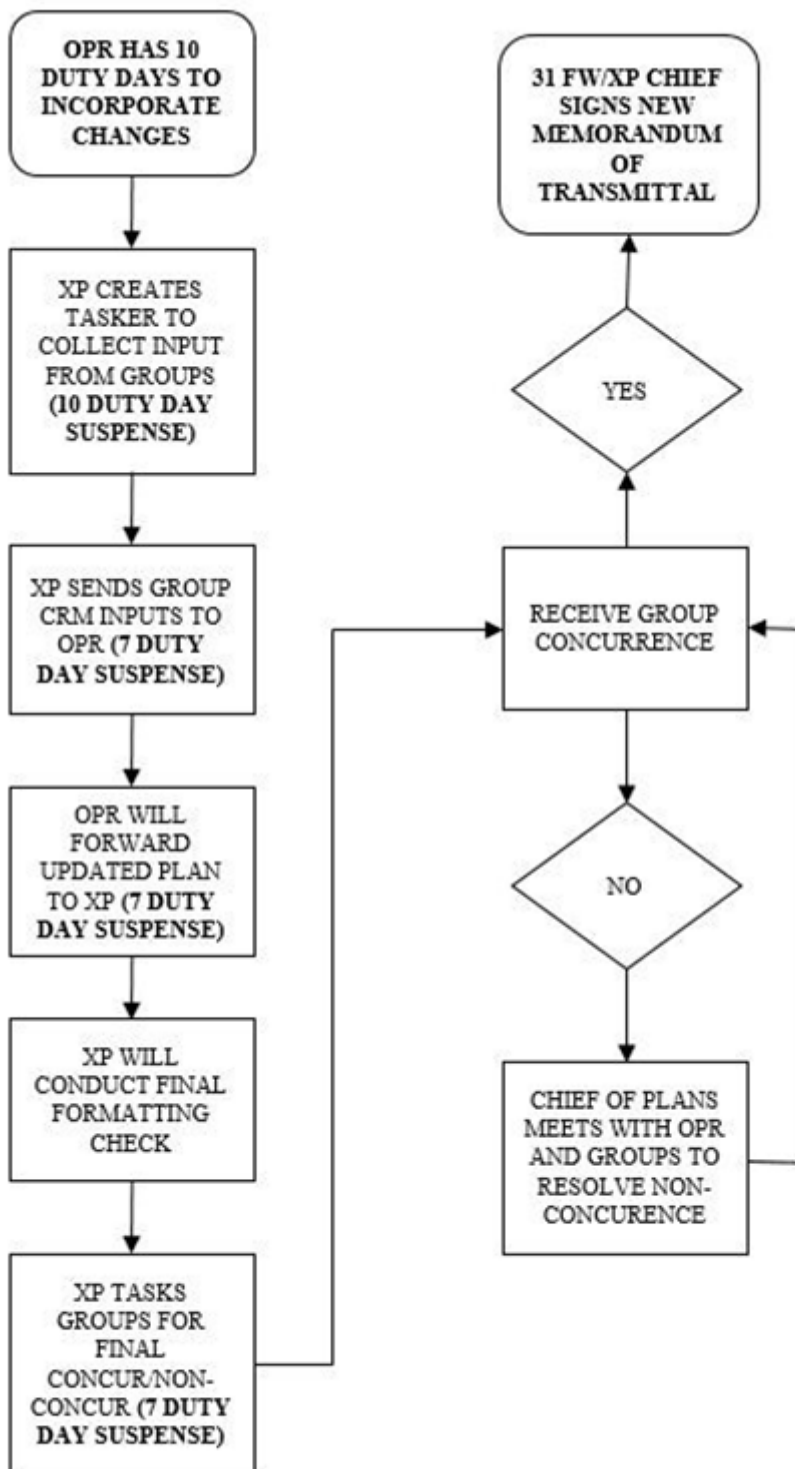 OPR HAS 10
DUTY DAYS TO
INCORPORATE
CHANGES
XP CREATES
TASKER TO
COLLECT INPUT
FROM GROUPS
(10 DUTY DAY
SUSPENSE)
XP SENDS GROUP
CRM INPUTS TO
OPR (7 DUTY
DAY SUSPENSE)
OPR WILL
FORWARD
UPDATED PLAN
TO XP (7 DUTY
DAY SUSPENSE)
XP WILL
CONDUCT FINAL
FORMATTING
CHECK
XP TASKS
GROUPS FOR
FINAL
CONCUR/NON-
CONCUR (7 DUTY
DAY SUSPENSE)
31 FW/XP CHIEF
SIGNS NEW
MEMORANDUM
OF
TRANSMITTAL
YES
RECEIVE GROUP
CONCURRENCE
NO
CHIEF OF PLANS
MEETS WITH OPR
AND GROUPS TO
RESOLVE NON-
CONCURENCE